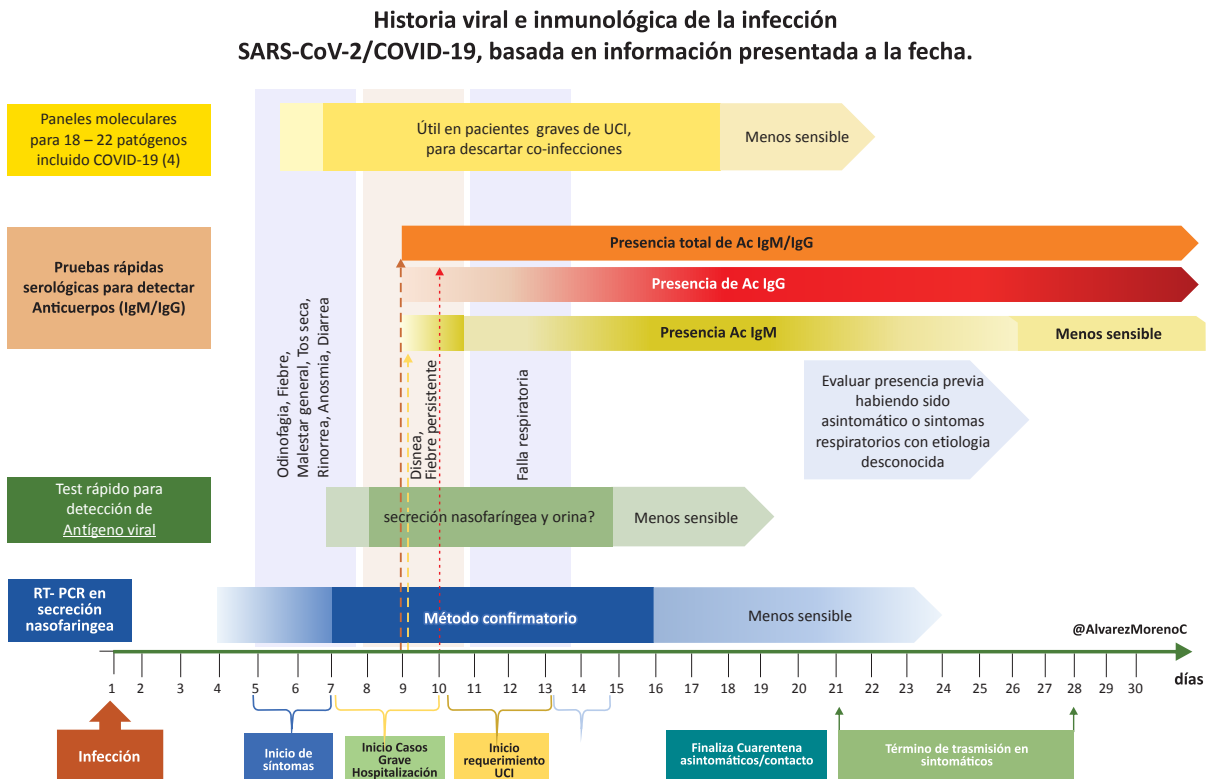 Historia viral e inmunológica de la infección
SARS-CoV-2/COVID-19, basada en información presentada a la fecha.
Paneles moleculares
para 18 – 22 patógenos
incluido COVID-19 (4)
Útil en pacientes graves de UCI,
para descartar co-infecciones
Menos sensible
Pruebas rápidas
serológicas para detectar
Anticuerpos (IgM/IgG)
Presencia total de Ac IgM/IgG
Presencia de Ac IgG
Presencia Ac IgM
Menos sensible
Odinofagia, Fiebre,
Malestar general, Tos seca,
Rinorrea, Anosmia, Diarrea
Disnea,
Fiebre persistente
Falla respiratoria
Evaluar presencia previa
habiendo sido
asintomático o sintomas
respiratorios con etiologia
desconocida
Test rápido para
detección de
Antígeno viral
secreción nasofaríngea y orina?
Menos sensible
RT- PCR en
secreción
nasofaringea
Método confirmatorio
Menos sensible
@AlvarezMorenoC
1 2 3 4 5 6 7 8 9 10 11 12 13 14 15 16 17 18 19 20 21 22 23 24 25 26 27 28 29 30
días
Infección
Inicio de
síntomas
Inicio Casos
Grave
Hospitalización
Inicio
requerimiento
UCI
Finaliza Cuarentena
asintomáticos/contacto
Término de trasmisión en
sintomáticos